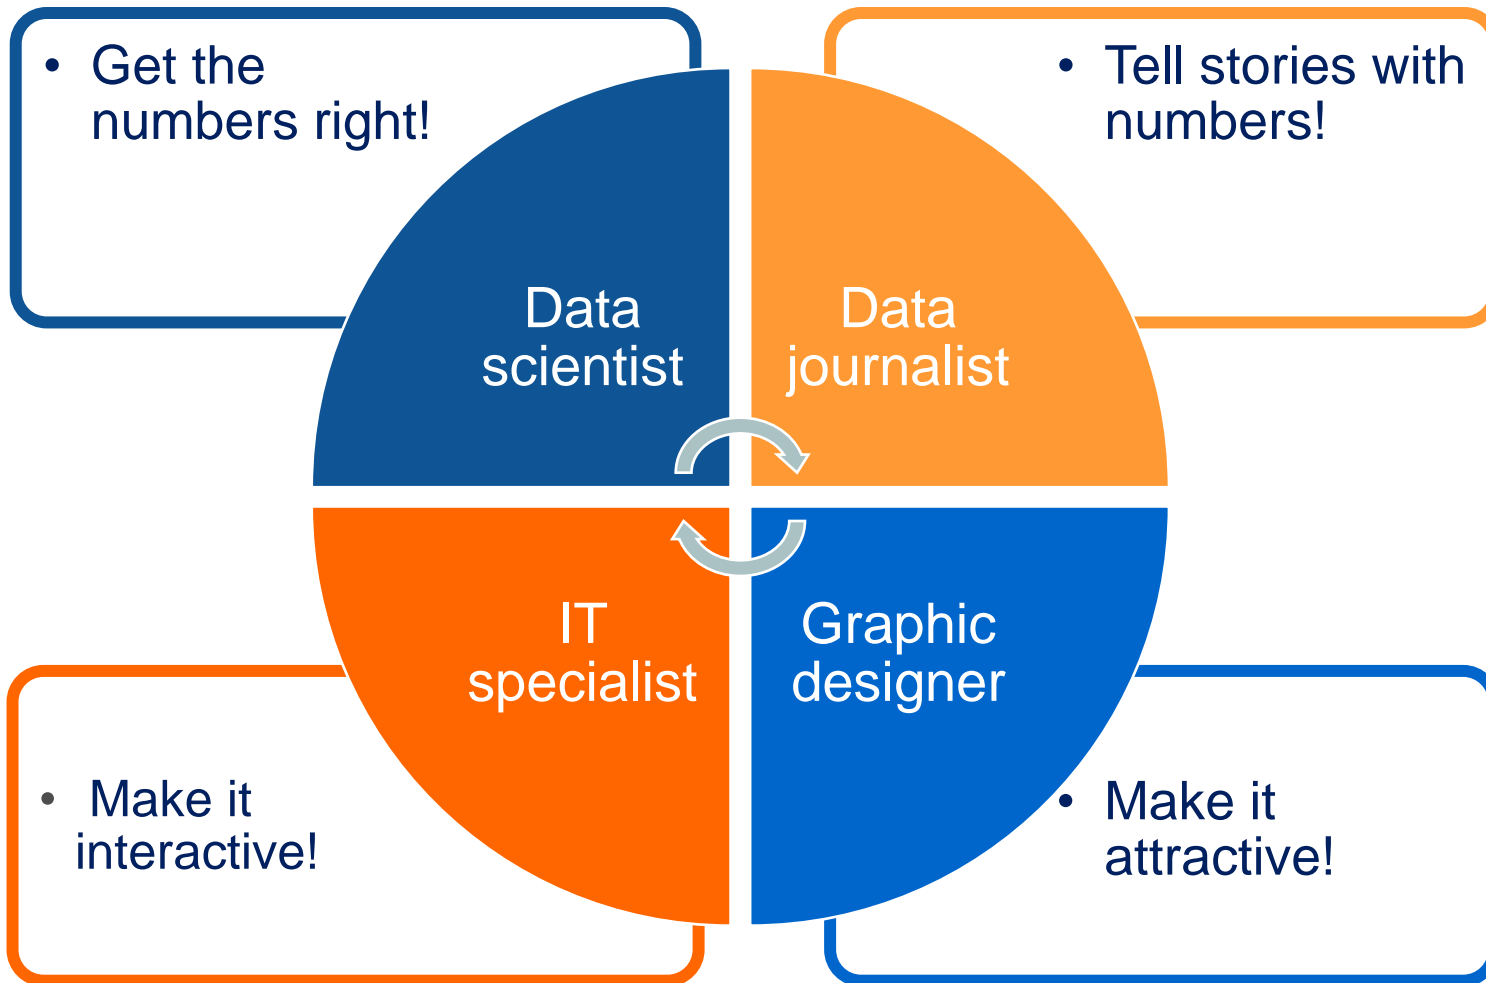 • Get the
numbers right!
• Tell stories with
numbers!
Data
scientist
Data
journalist
IT
specialist
Graphic
designer
• Make it
interactive!
• Make it
attractive!